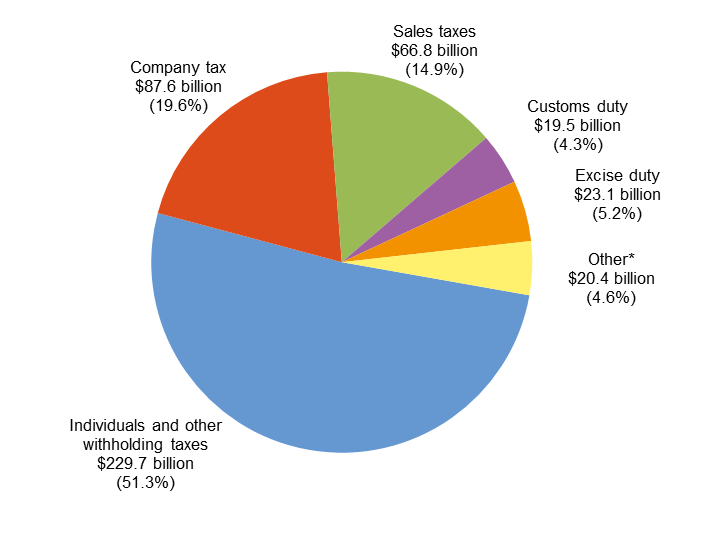 Sales taxes
$66.8 billion
(14.9%)
Company tax
$87.6 billion
(19.6%)
Customs duty
$19.5 billion
(4.3%)
Excise duty
$23.1 billion
(5.2%)
Other*
$20.4 billion
(4.6%)
Individuals and other
withholding taxes
$229.7 billion
(51.3%)